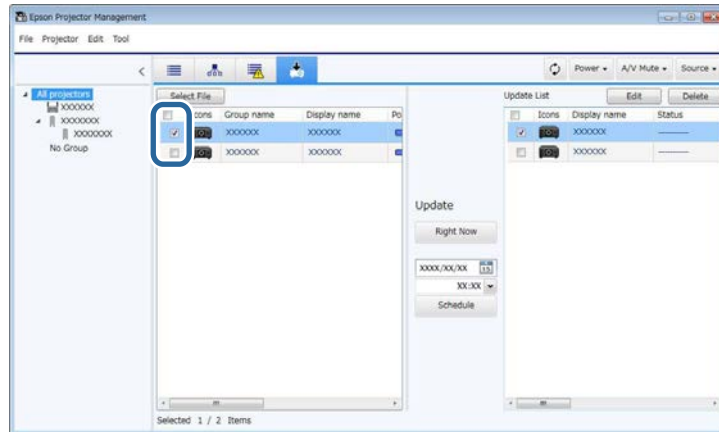 Epson Projector Management
File Projector Edit Tool
Power A/V Mute Source
All projectors
XXXXXX
XXXXXXX
XXXXXXX
No Group
Select File
Icons Group name Display name Po
XXXXXX XXXXXX
XXXXXX XXXXXX
Selected 1 / 2 Items
Update
Right Now
XXXX/XX/XX 15
XX:XX
Schedule
Update List Edit Delete
Icons Display name Status
XXXXXX ———
XXXXXX ———